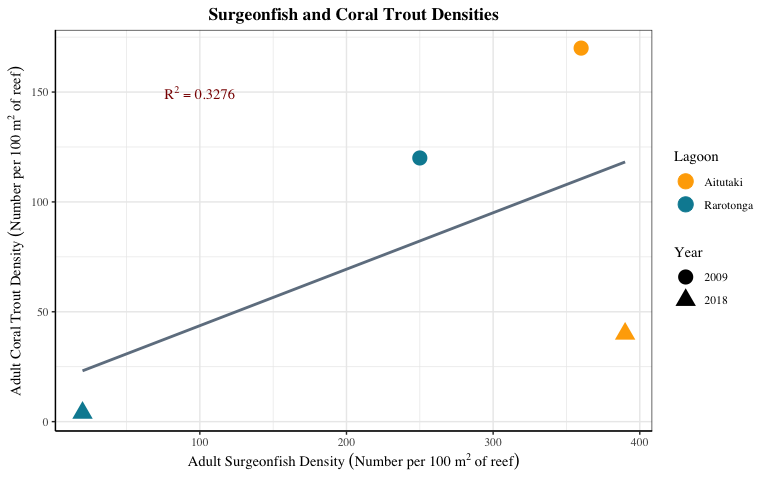 Surgeonfish and Coral Trout Densities
Adult Coral Trout Density (Number per 100 m² of reef)
150
100
50
0
R² = 0.3276
100
200
300
400
Adult Surgeonfish Density (Number per 100 m² of reef)
Lagoon
Aitutaki
Rarotonga
Year
2009
2018